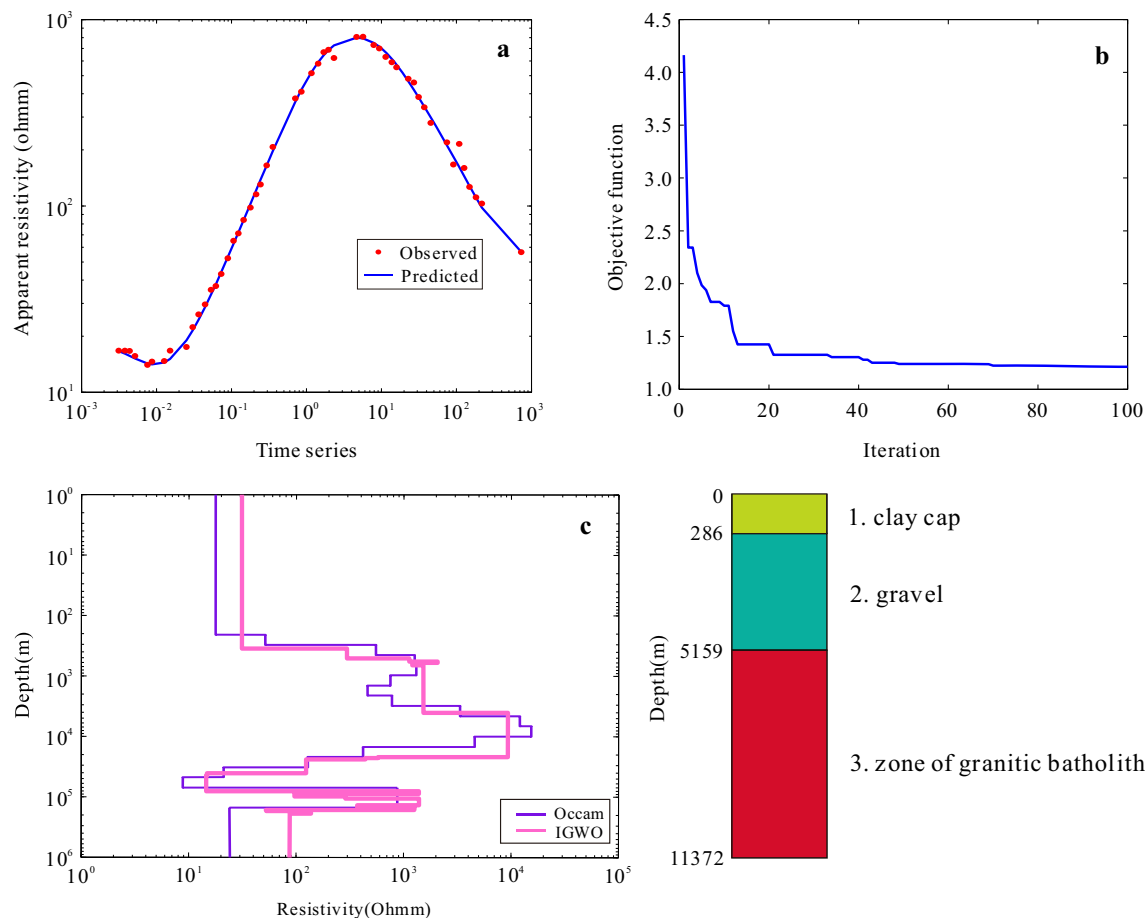 a
Apparent resistivity (ohmm)
10^3
10^2
10^1
10^-3 10^-2 10^-1 10^0 10^1 10^2 10^3
Time series
Observed
Predicted
b
Objective function
4.5
4.0
3.5
3.0
2.5
2.0
1.5
1.0
0 20 40 60 80 100
Iteration
c
Depth(m)
10^0
10^1
10^2
10^3
10^4
10^5
10^6
10^0 10^1 10^2 10^3 10^4 10^5
Resistivity(Ohmm)
Occam
IGWO
Depth(m)
0
286
5159
11372
1. clay cap
2. gravel
3. zone of granitic batholith